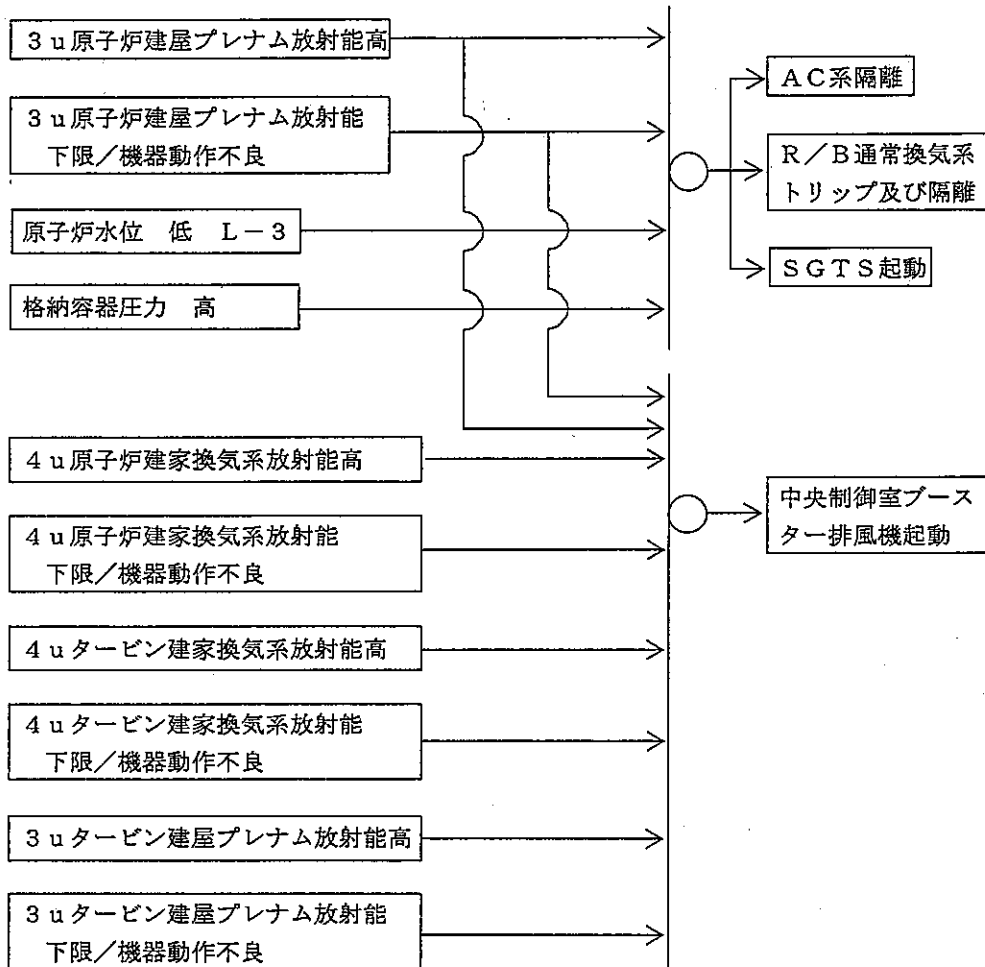 3u原子炉建屋プレナム放射能高
3u原子炉建屋プレナム放射能
下限/機器動作不良
原子炉水位 低 L-3
格納容器圧力 高
AC系隔離
R/B通常換気系
トリップ及び隔離
SGTS起動
4u原子炉建家換気系放射能高
4u原子炉建家換気系放射能
下限/機器動作不良
4uタービン建家換気系放射能高
4uタービン建家換気系放射能
下限/機器動作不良
3uタービン建屋プレナム放射能高
3uタービン建屋プレナム放射能
下限/機器動作不良
中央制御室ブース
ター排風機起動